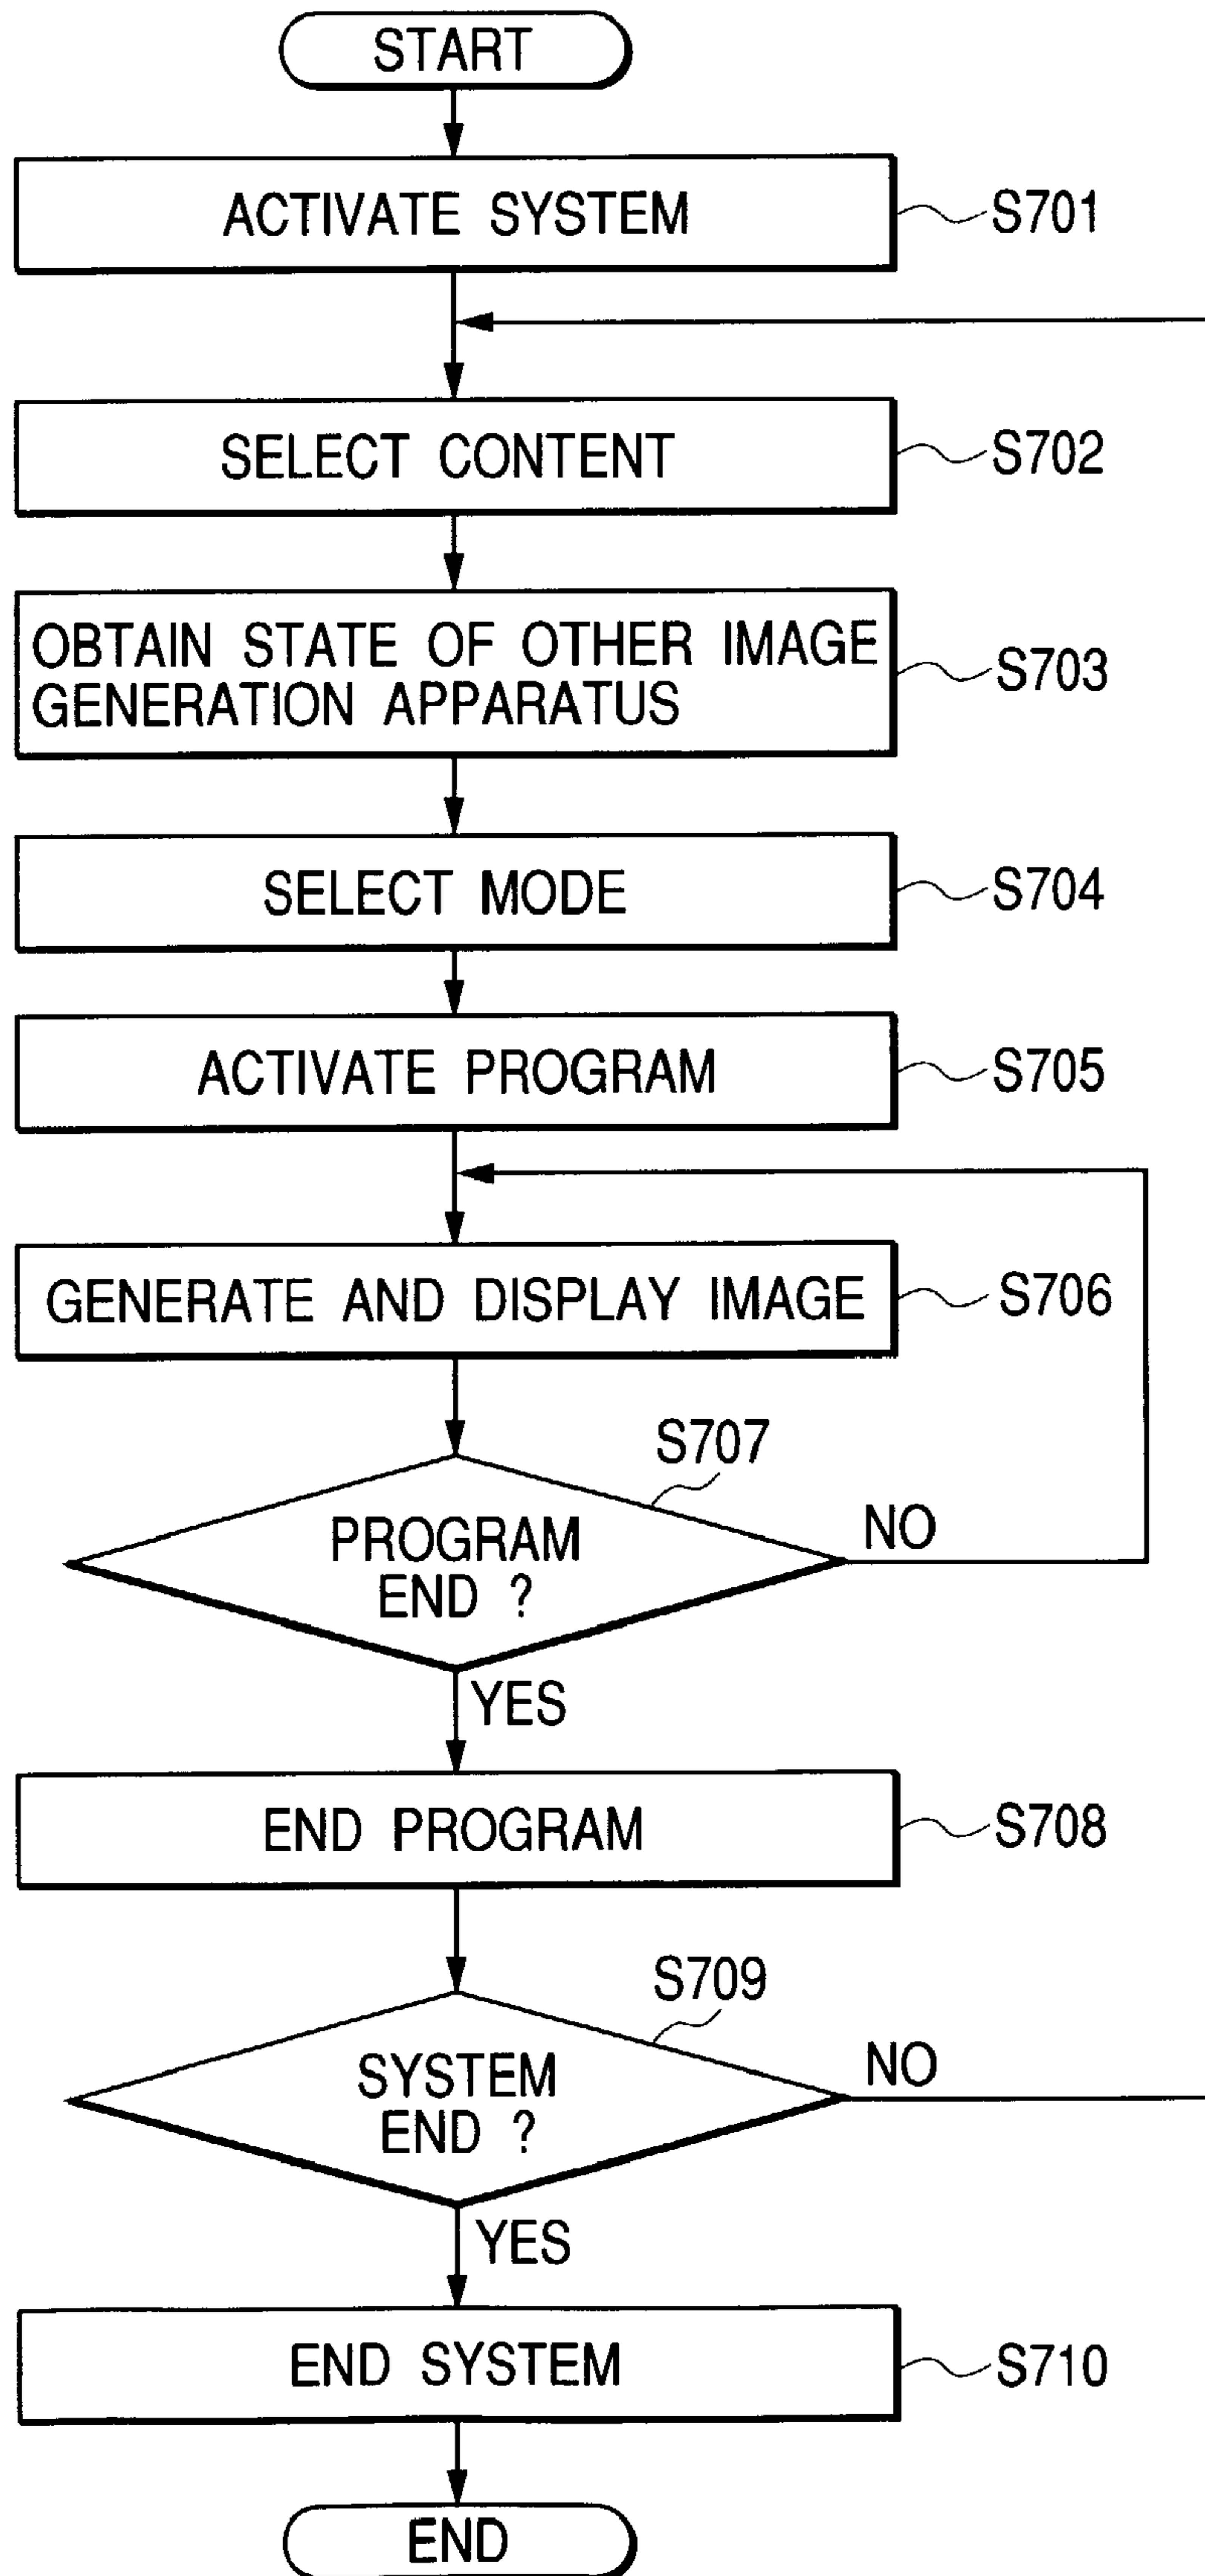 START
ACTIVATE SYSTEM
S701
SELECT CONTENT
S702
OBTAIN STATE OF OTHER IMAGE
GENERATION APPARATUS
S703
SELECT MODE
S704
ACTIVATE PROGRAM
S705
GENERATE AND DISPLAY IMAGE
S706
S707
PROGRAM
END ?
NO
YES
END PROGRAM
S708
S709
SYSTEM
END ?
NO
YES
END SYSTEM
S710
END